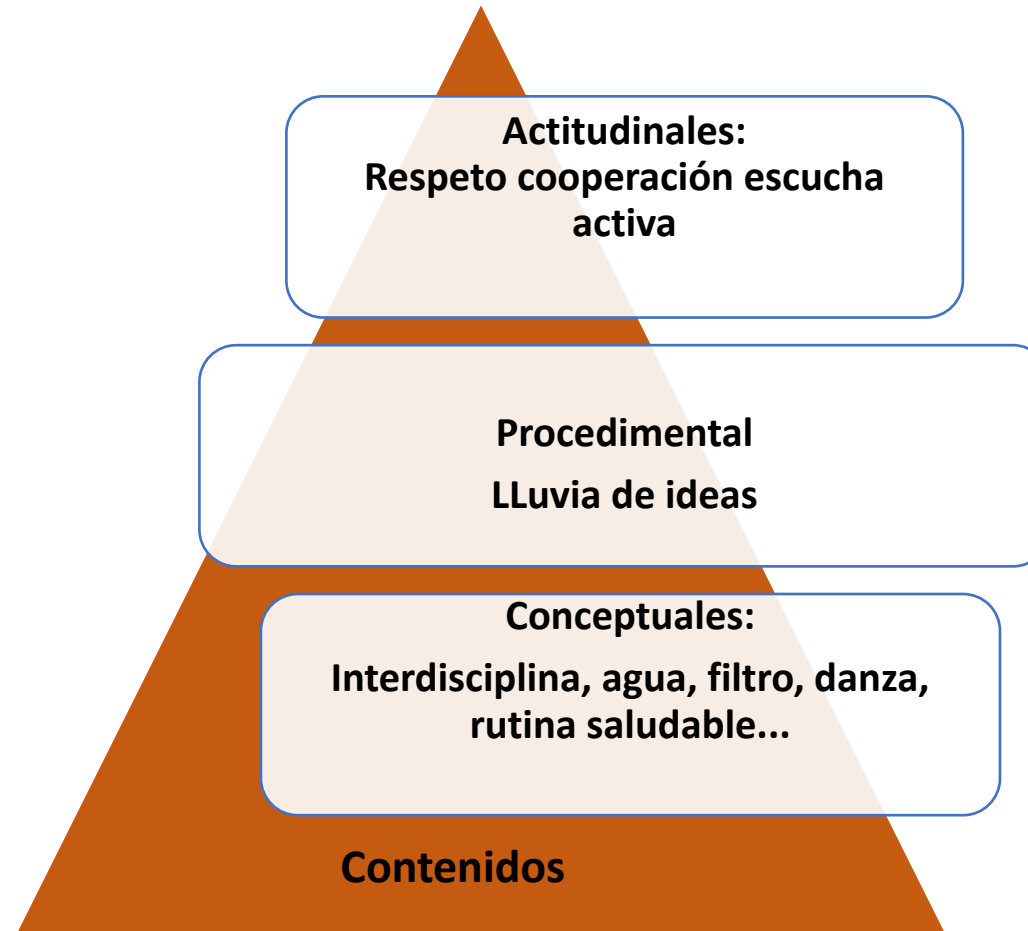 Actitudinales:
Respeto cooperación escucha
activa
Procedimental
LLuvia de ideas
Conceptuales:
Interdisciplina, agua, filtro, danza,
rutina saludable...
Contenidos